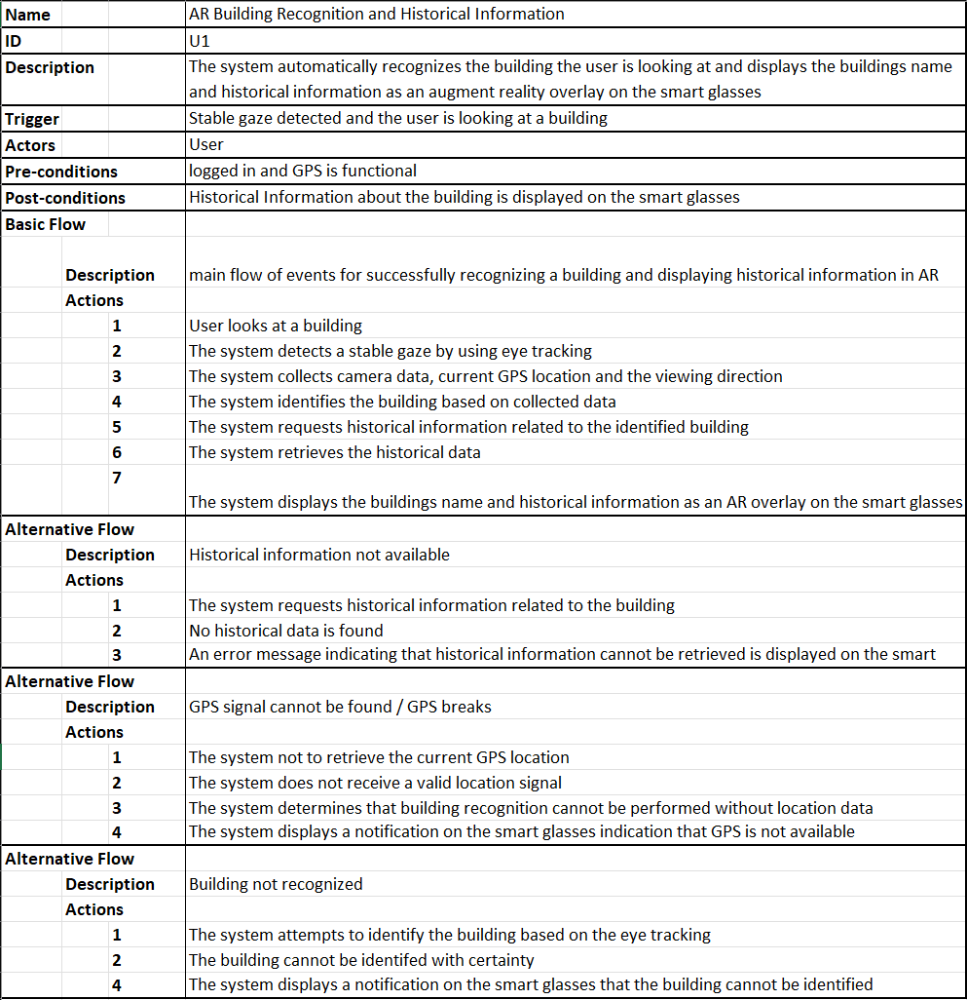 Name AR Building Recognition and Historical Information
ID U1
Description The system automatically recognizes the building the user is looking at and displays the buildings name
and historical information as an augment reality overlay on the smart glasses
Trigger Stable gaze detected and the user is looking at a building
Actors User
Pre-conditions logged in and GPS is functional
Post-conditions Historical Information about the building is displayed on the smart glasses
Basic Flow
Description main flow of events for successfully recognizing a building and displaying historical information in AR
Actions
1 User looks at a building
2 The system detects a stable gaze by using eye tracking
3 The system collects camera data, current GPS location and the viewing direction
4 The system identifies the building based on collected data
5 The system requests historical information related to the identified building
6 The system retrieves the historical data
7
The system displays the buildings name and historical information as an AR overlay on the smart glasses
Alternative Flow
Description Historical information not available
Actions
1 The system requests historical information related to the building
2 No historical data is found
3 An error message indicating that historical information cannot be retrieved is displayed on the smart
Alternative Flow
Description GPS signal cannot be found / GPS breaks
Actions
1 The system not to retrieve the current GPS location
2 The system does not receive a valid location signal
3 The system determines that building recognition cannot be performed without location data
4 The system displays a notification on the smart glasses indication that GPS is not available
Alternative Flow
Description Building not recognized
Actions
1 The system attempts to identify the building based on the eye tracking
2 The building cannot be identifed with certainty
4 The system displays a notification on the smart glasses that the building cannot be identified